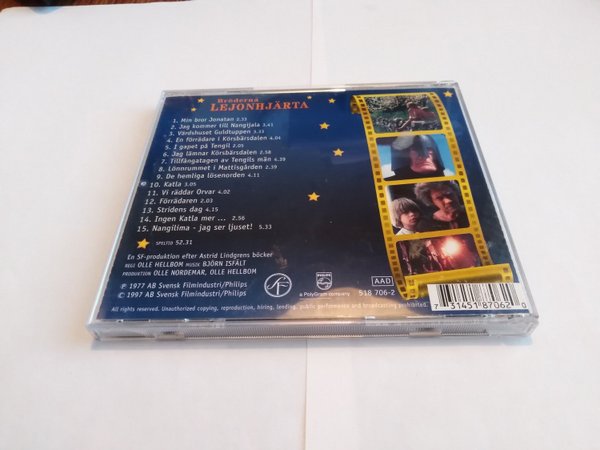 Bröderna
LEJONHJÄRTA
1. Min bror Jonatan 2.33
2. Jag kommer till Nangijala 3.41
3. Värdshuset Guldtuppen 3.33
4. En förrädare i Körsbärsdalen 4.04
5. I gapet på Tengil 2.05
6. Jag lämnar Körsbärsdalen 2.58
7. Tillfångatagen av Tengils män 4.39
8. Lönnrummet i Mattisgården 2.39
9. De hemliga lösenorden 4.11
10. Katla 3.05
11. Vi räddar Orvar 4.02
12. Förrädaren 2.03
13. Stridens dag 4.15
14. Ingen Katla mer ... 2.56
15. Nangilima - jag ser ljuset! 5.33
SPELTID 52.31
En SF-produktion efter Astrid Lindgrens böcker
REGI OLLE HELLBOM MUSIK BJÖRN ISFÄLT
PRODUKTION OLLE NORDEMAR, OLLE HELLBOM
℗ 1977 AB Svensk Filmindustri/Philips
© 1997 AB Svensk Filmindustri/Philips
SF
PHILIPS
a PolyGram company
AAD
518 706-2
7 31451 87062 0
All rights reserved. Unauthorized copying, reproduction, hiring, lending, public performance and broadcasting prohibited.